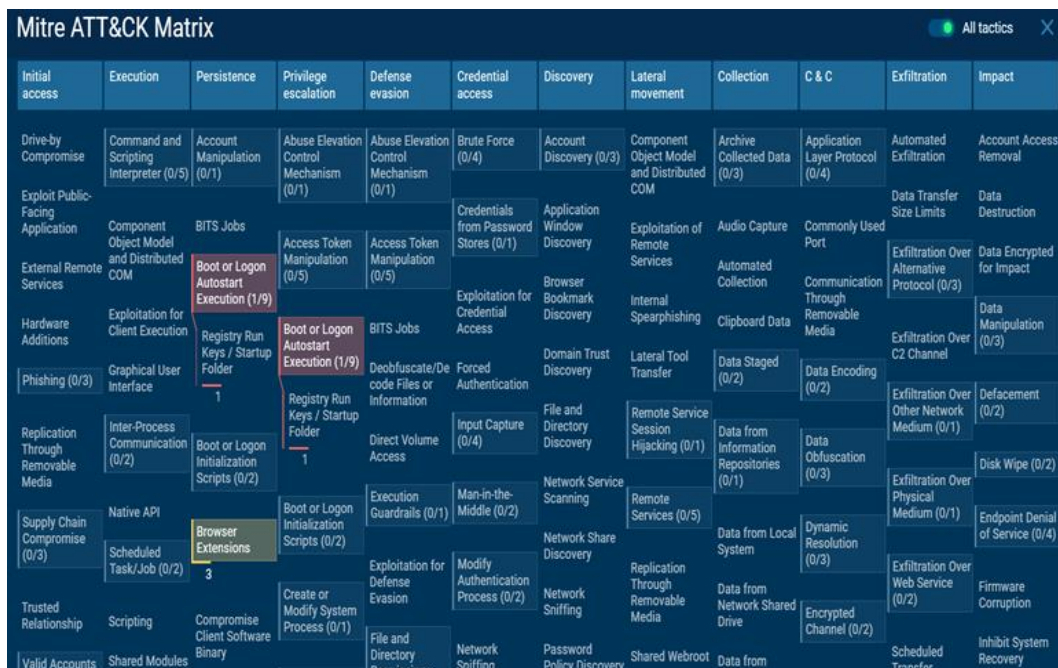 Mitre ATT&CK Matrix
All tactics
X
Initial
access
Drive-by
Compromise
Exploit Public-
Facing
Application
External Remote
Services
Hardware
Additions
Phishing (0/3)
Replication
Through
Removable
Media
Supply Chain
Compromise
(0/3)
Trusted
Relationship
Valid Accounts
Execution
Command and
Scripting
Interpreter (0/5)
Component
Object Model
and Distributed
COM
Exploitation for
Client Execution
Graphical User
Interface
Inter-Process
Communication
(0/2)
Native API
Scheduled
Task/Job (0/2)
Scripting
Shared Modules
Persistence
Account
Manipulation
(0/1)
BITS Jobs
Boot or Logon
Autostart
Execution (1/9)
Registry Run
Keys / Startup
Folder
1
Boot or Logon
Initialization
Scripts (0/2)
Browser
Extensions
3
Compromise
Client Software
Binary
Privilege
escalation
Abuse Elevation
Control
Mechanism
(0/1)
Access Token
Manipulation
(0/5)
Boot or Logon
Autostart
Execution (1/9)
Registry Run
Keys / Startup
Folder
1
Boot or Logon
Initialization
Scripts (0/2)
Create or
Modify System
Process (0/1)
Defense
evasion
Abuse Elevation
Control
Mechanism
(0/1)
Access Token
Manipulation
(0/5)
BITS Jobs
Deobfuscate/De
code Files or
Information
Direct Volume
Access
Execution
Guardrails (0/1)
Exploitation for
Defense
Evasion
File and
Directory
Credential
access
Brute Force
(0/4)
Credentials
from Password
Stores (0/1)
Exploitation for
Credential
Access
Forced
Authentication
Input Capture
(0/4)
Man-in-the-
Middle (0/2)
Modify
Authentication
Process (0/2)
Network
Sniffing
Discovery
Account
Discovery (0/3)
Application
Window
Discovery
Browser
Bookmark
Discovery
Domain Trust
Discovery
File and
Directory
Discovery
Network Service
Scanning
Network Share
Discovery
Network
Sniffing
Password
Policy Discovery
Lateral
movement
Component
Object Model
and Distributed
COM
Exploitation of
Remote
Services
Internal
Spearphishing
Lateral Tool
Transfer
Remote Service
Session
Hijacking (0/1)
Remote
Services (0/5)
Replication
Through
Removable
Media
Shared Webroot
Collection
Archive
Collected Data
(0/3)
Audio Capture
Automated
Collection
Clipboard Data
Data Staged
(0/2)
Data from
Information
Repositories
(0/1)
Data from Local
System
Data from
Network Shared
Drive
Data from
C & C
Application
Layer Protocol
(0/4)
Commonly Used
Port
Communication
Through
Removable
Media
Data Encoding
(0/2)
Data
Obfuscation
(0/3)
Dynamic
Resolution
(0/3)
Encrypted
Channel (0/2)
Exfiltration
Automated
Exfiltration
Data Transfer
Size Limits
Exfiltration Over
Alternative
Protocol (0/3)
Exfiltration Over
C2 Channel
Exfiltration Over
Other Network
Medium (0/1)
Exfiltration Over
Physical
Medium (0/1)
Exfiltration Over
Web Service
(0/2)
Scheduled
Transfer
Impact
Account Access
Removal
Data
Destruction
Data Encrypted
for Impact
Data
Manipulation
(0/3)
Defacement
(0/2)
Disk Wipe (0/2)
Endpoint Denial
of Service (0/4)
Firmware
Corruption
Inhibit System
Recovery